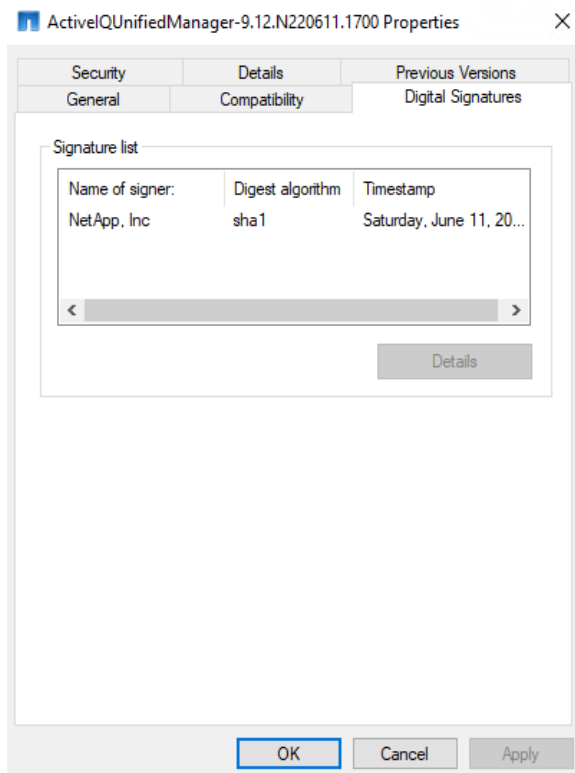 ActiveIQUnifiedManager-9.12.N220611.1700 Properties
Security Details Previous Versions
General Compatibility Digital Signatures
Signature list
Name of signer: Digest algorithm Timestamp
NetApp, Inc sha1 Saturday, June 11, 20...
Details
OK Cancel Apply